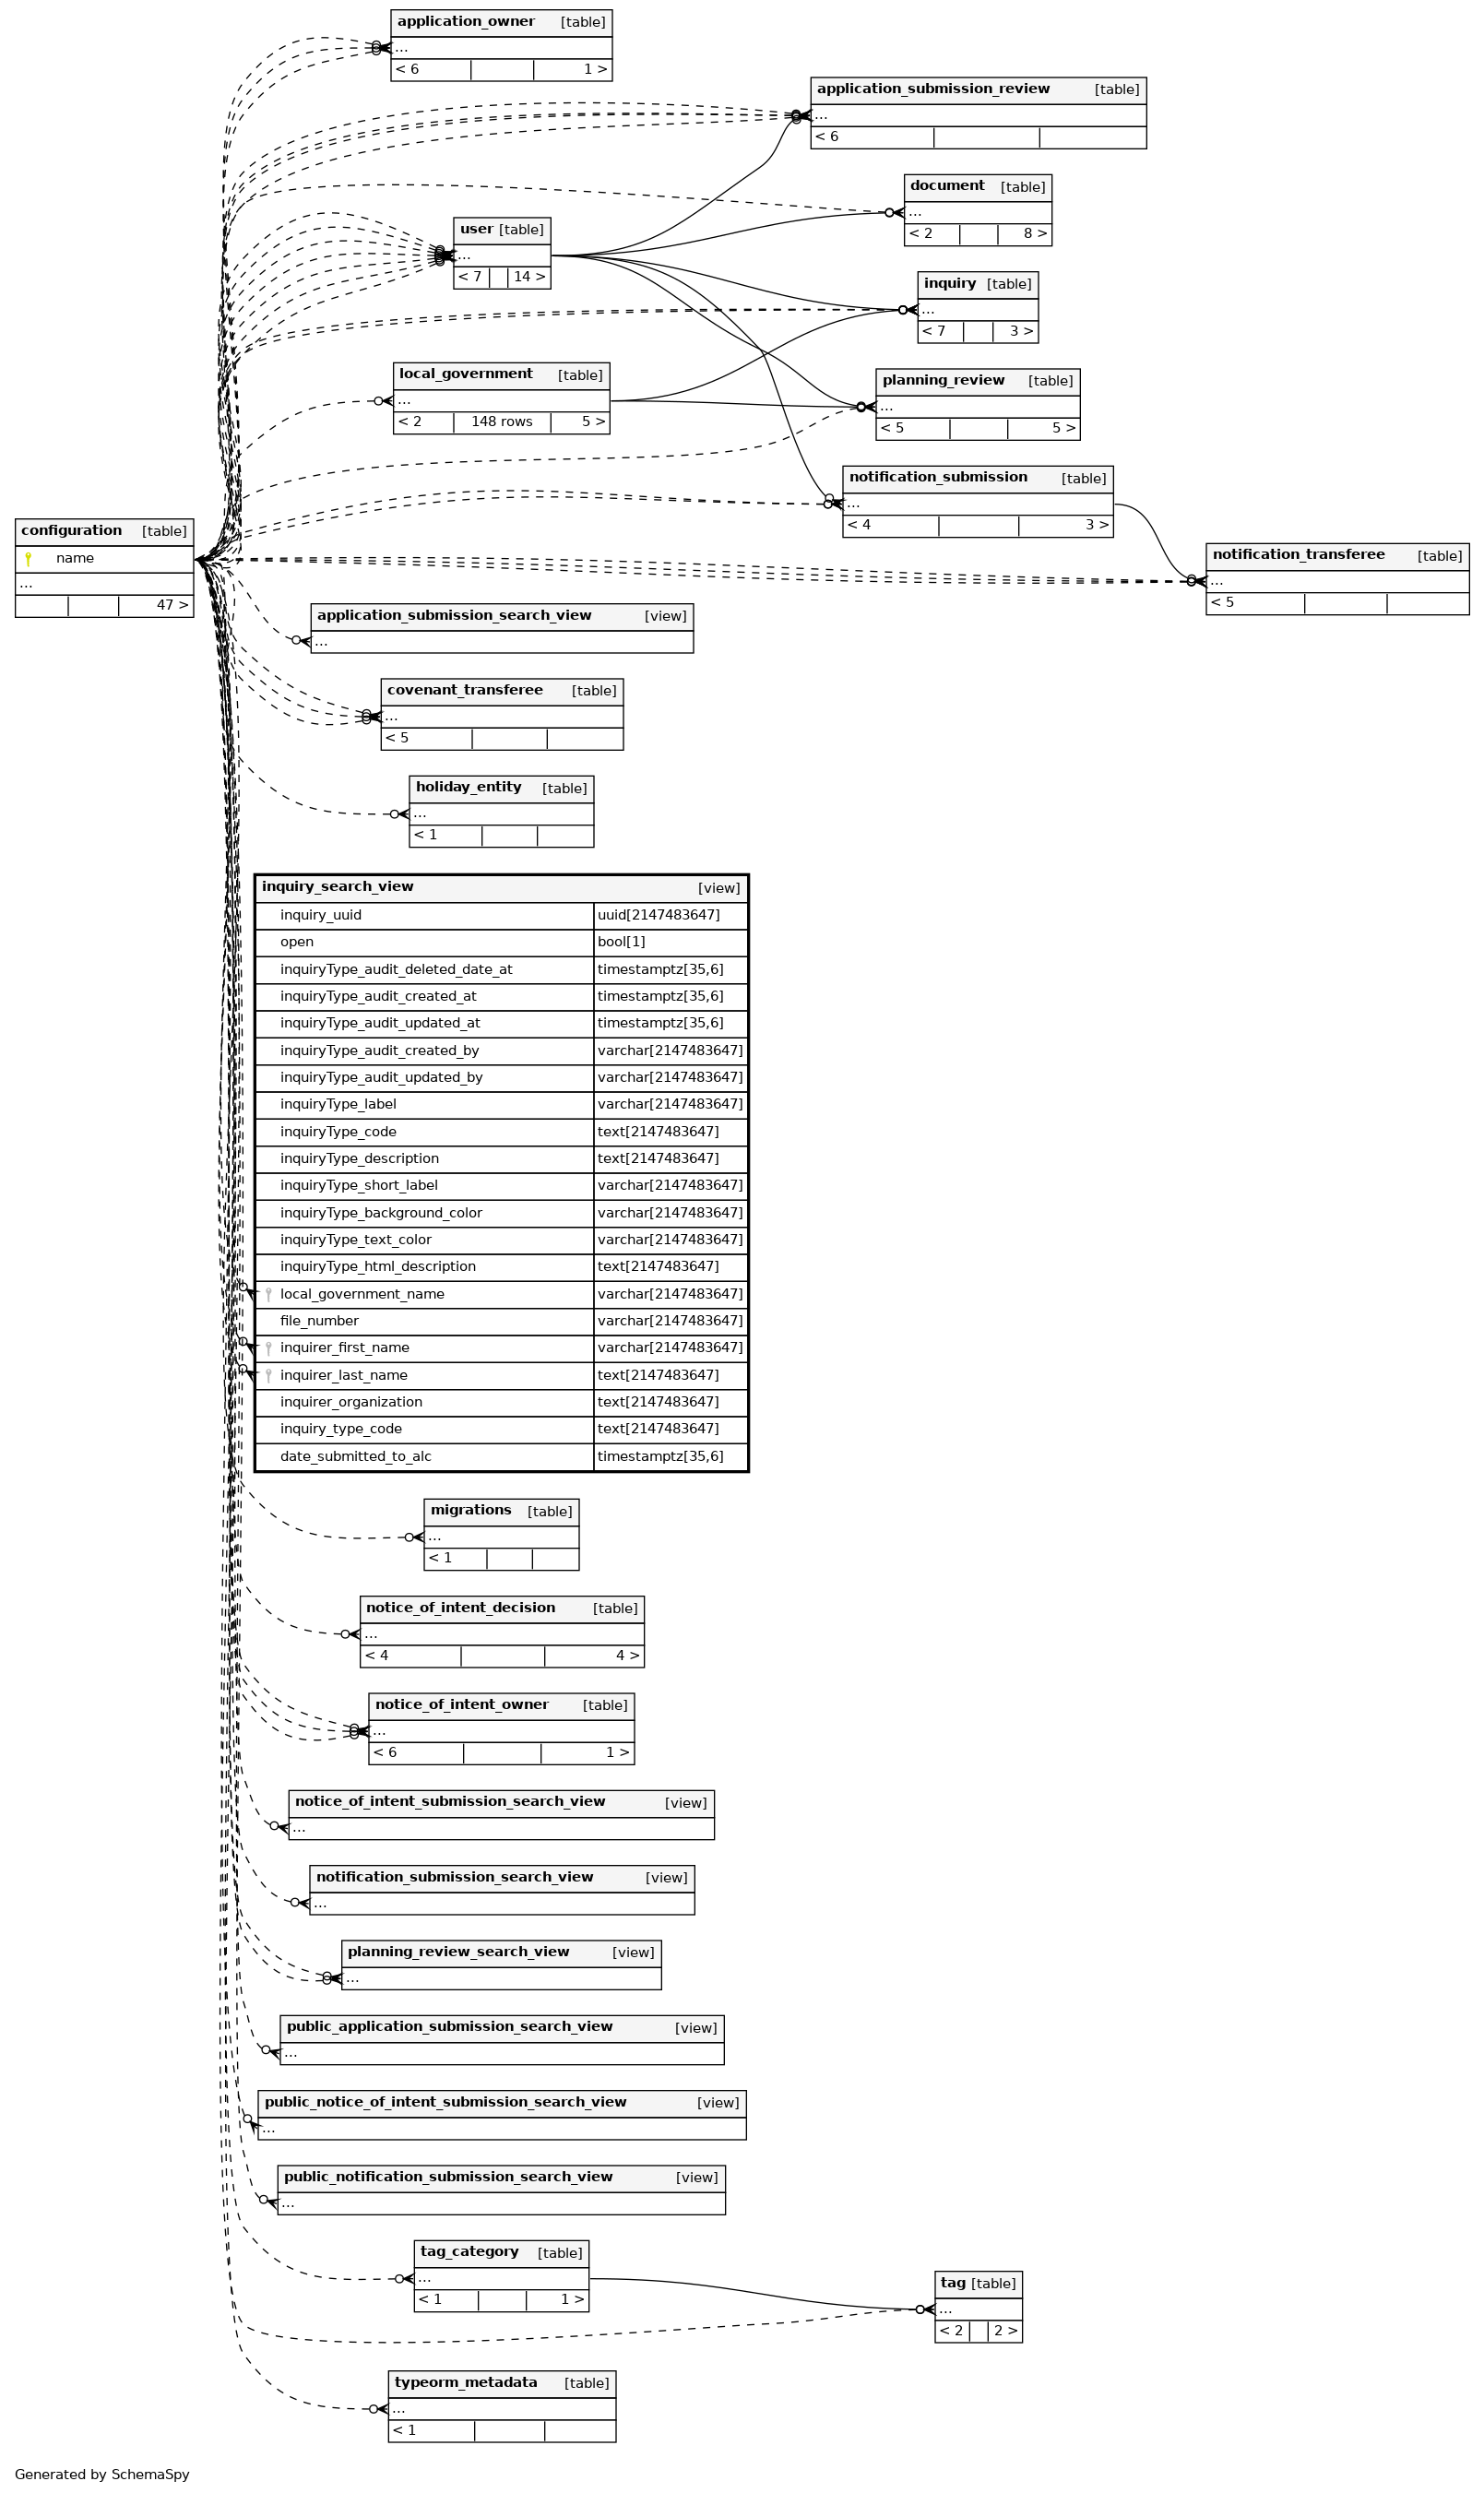 application_owner [table]
...
< 6 1 >
application_submission_review [table]
...
< 6
document [table]
...
< 2 8 >
user [table]
...
< 7 14 >
inquiry [table]
...
< 7 3 >
local_government [table]
...
< 2 148 rows 5 >
planning_review [table]
...
< 5 5 >
notification_submission [table]
...
< 4 3 >
configuration [table]
name
...
47 >
notification_transferee [table]
...
< 5
application_submission_search_view [view]
...
covenant_transferee [table]
...
< 5
holiday_entity [table]
...
< 1
inquiry_search_view [view]
inquiry_uuid uuid[2147483647]
open bool[1]
inquiryType_audit_deleted_date_at timestamptz[35,6]
inquiryType_audit_created_at timestamptz[35,6]
inquiryType_audit_updated_at timestamptz[35,6]
inquiryType_audit_created_by varchar[2147483647]
inquiryType_audit_updated_by varchar[2147483647]
inquiryType_label varchar[2147483647]
inquiryType_code text[2147483647]
inquiryType_description text[2147483647]
inquiryType_short_label varchar[2147483647]
inquiryType_background_color varchar[2147483647]
inquiryType_text_color varchar[2147483647]
inquiryType_html_description text[2147483647]
local_government_name varchar[2147483647]
file_number varchar[2147483647]
inquirer_first_name varchar[2147483647]
inquirer_last_name text[2147483647]
inquirer_organization text[2147483647]
inquiry_type_code text[2147483647]
date_submitted_to_alc timestamptz[35,6]
migrations [table]
...
< 1
notice_of_intent_decision [table]
...
< 4 4 >
notice_of_intent_owner [table]
...
< 6 1 >
notice_of_intent_submission_search_view [view]
...
notification_submission_search_view [view]
...
planning_review_search_view [view]
...
public_application_submission_search_view [view]
...
public_notice_of_intent_submission_search_view [view]
...
public_notification_submission_search_view [view]
...
tag_category [table]
...
< 1 1 >
tag [table]
...
< 2 2 >
typeorm_metadata [table]
...
< 1
Generated by SchemaSpy